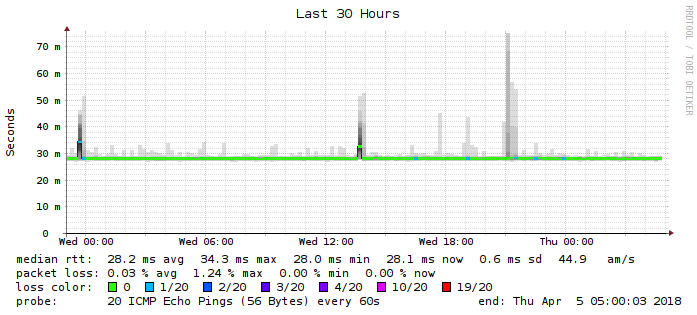 Last 30 Hours
RRDTOOL / TOBI OETIKER
Seconds
70 m
60 m
50 m
40 m
30 m
20 m
10 m
0
Wed 00:00 Wed 06:00 Wed 12:00 Wed 18:00 Thu 00:00
median rtt: 28.2 ms avg 34.3 ms max 28.0 ms min 28.1 ms now 0.6 ms sd 44.9 am/s
packet loss: 0.03 % avg 1.24 % max 0.00 % min 0.00 % now
loss color: 0 1/20 2/20 3/20 4/20 10/20 19/20
probe: 20 ICMP Echo Pings (56 Bytes) every 60s end: Thu Apr 5 05:00:03 2018